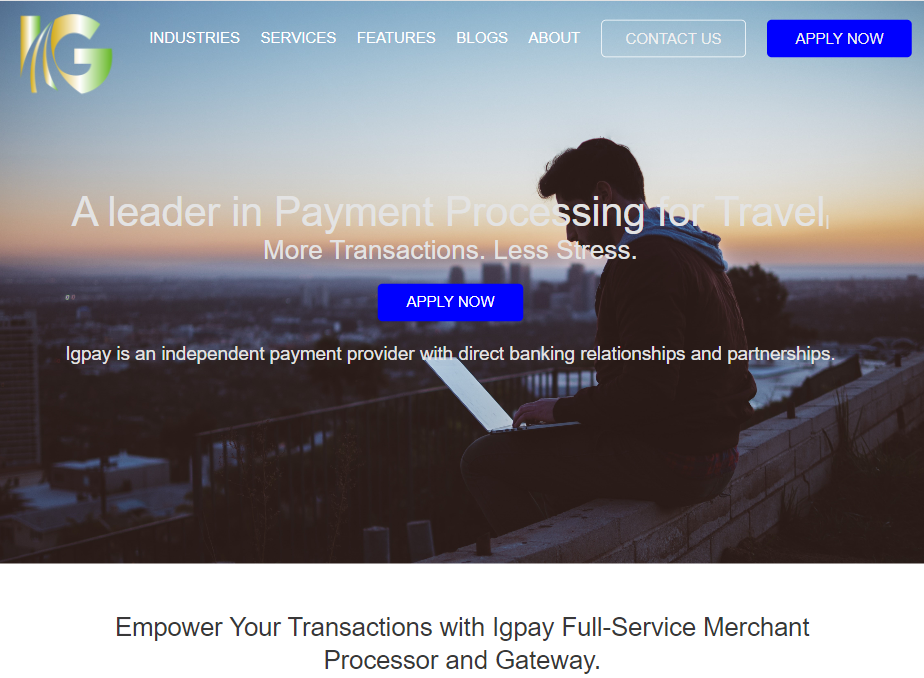 IG
INDUSTRIES SERVICES FEATURES BLOGS ABOUT CONTACT US APPLY NOW
A leader in Payment Processing for Travel|
More Transactions. Less Stress.
APPLY NOW
Igpay is an independent payment provider with direct banking relationships and partnerships.
Empower Your Transactions with Igpay Full-Service Merchant
Processor and Gateway.